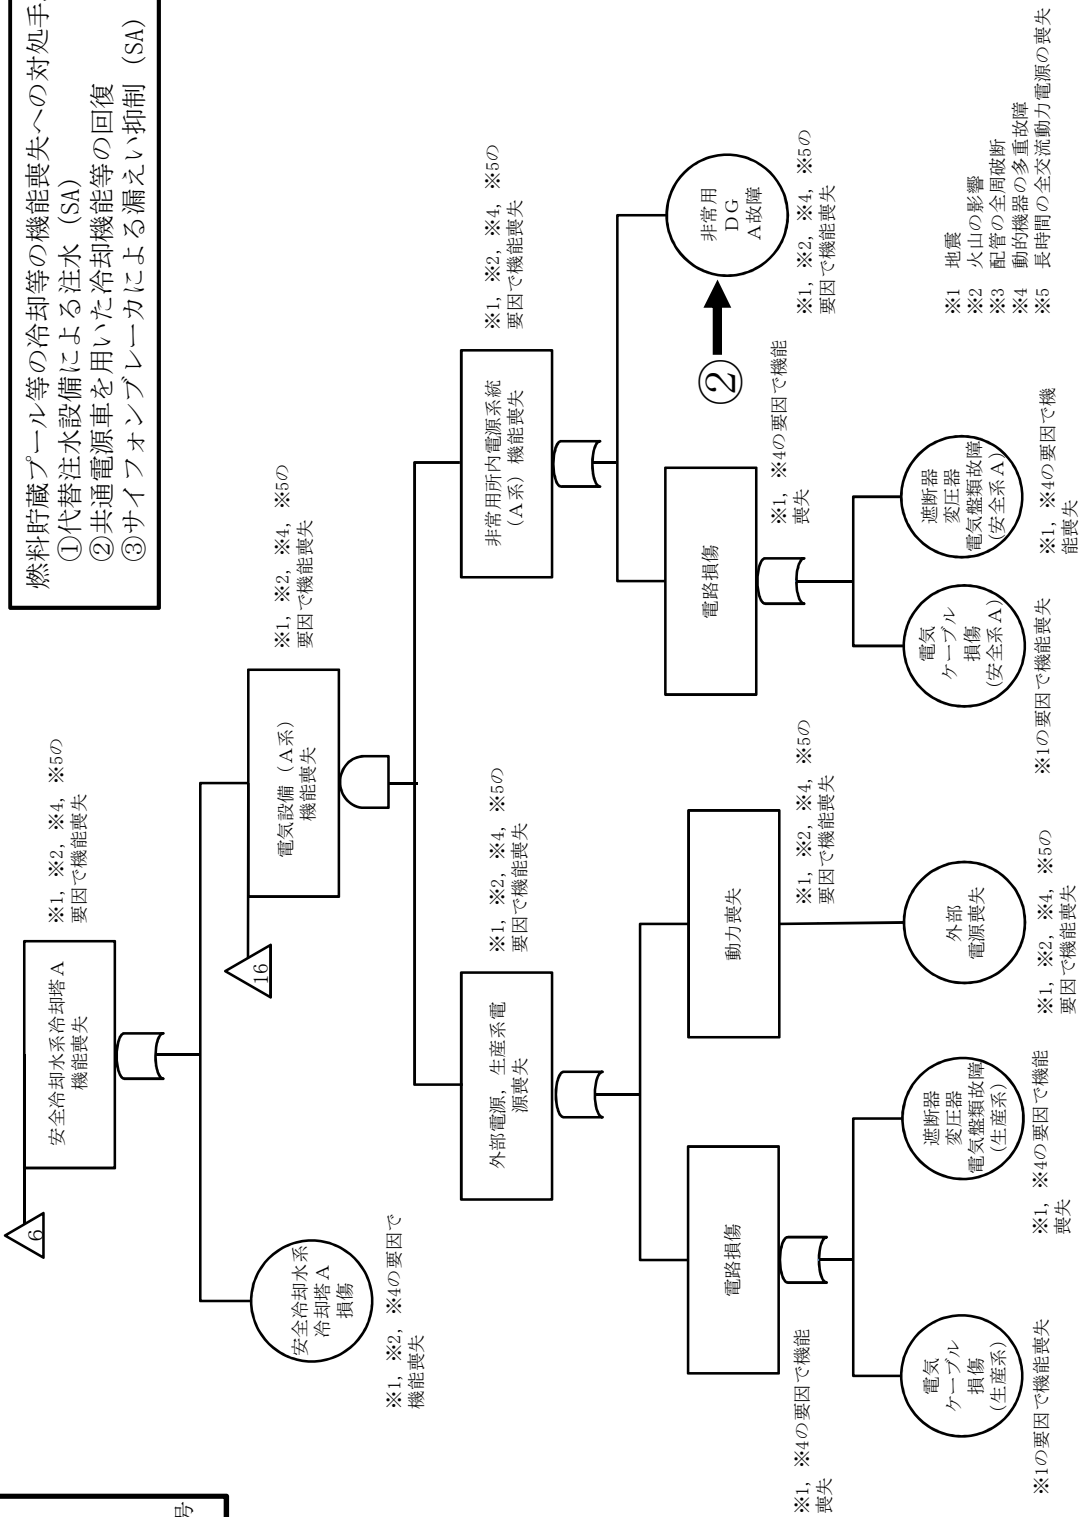 燃料貯蔵プール等の冷却等の機能喪失への対処手
①代替注水設備による注水（SA）
②共通電源車を用いた冷却機能等の回復
③サイフォンブレーカによる漏えい抑制（SA）
号
6
安全冷却水系冷却塔A
機能喪失
※1, ※2, ※4, ※5の
要因で機能喪失
安全冷却水系
冷却塔A
損傷
※1, ※2, ※4の要因で
機能喪失
16
電気設備（A系）
機能喪失
※1, ※2, ※4, ※5の
要因で機能喪失
外部電源, 生産系電
源喪失
※1, ※2, ※4, ※5の
要因で機能喪失
非常用所内電源系統
（A系）機能喪失
※1, ※2, ※4, ※5の
要因で機能喪失
電路損傷
※1, ※4の要因で機能
喪失
動力喪失
※1, ※2, ※4, ※5の
要因で機能喪失
電路損傷
※1, ※4の要因で機能
喪失
②
非常用
DG
A故障
※1, ※2, ※4, ※5の
要因で機能喪失
電気
ケーブル
損傷
(生産系)
※1の要因で機能喪失
遮断器
変圧器
電気盤類故障
(生産系)
※1, ※4の要因で機能
喪失
外部
電源喪失
※1, ※2, ※4, ※5の
要因で機能喪失
電気
ケーブル
損傷
(安全系A)
※1の要因で機能喪失
遮断器
変圧器
電気盤類故障
(安全系A)
※1, ※4の要因で機
能喪失
※1 地震
※2 火山の影響
※3 配管の全周破断
※4 動的機器の多重故障
※5 長時間の全交流動力電源の喪失